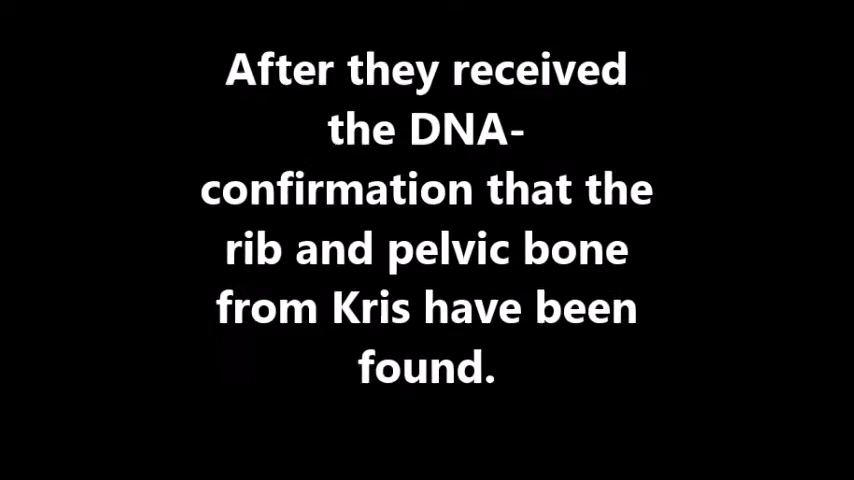 After they received
the DNA-
confirmation that the
rib and pelvic bone
from Kris have been
found.